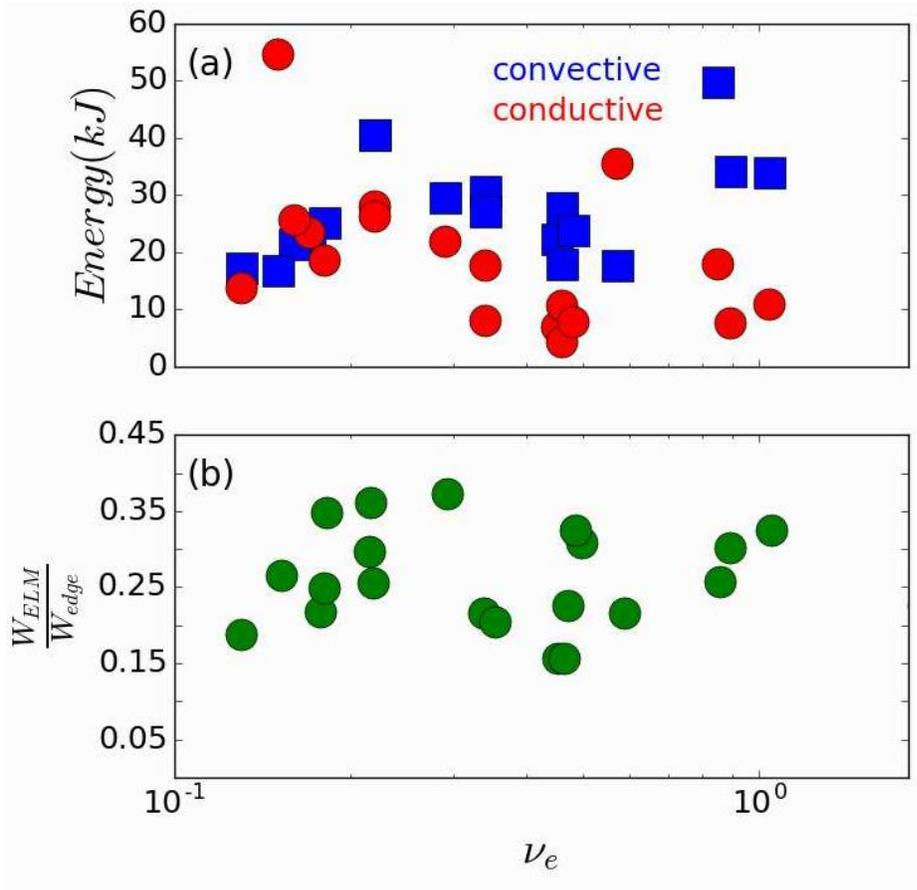 (a)
convective
conductive
Energy(kJ)
60
50
40
30
20
10
0
(b)
W_ELM
W_edge
0.45
0.35
0.25
0.15
0.05
10^-1
10^0
ν_e